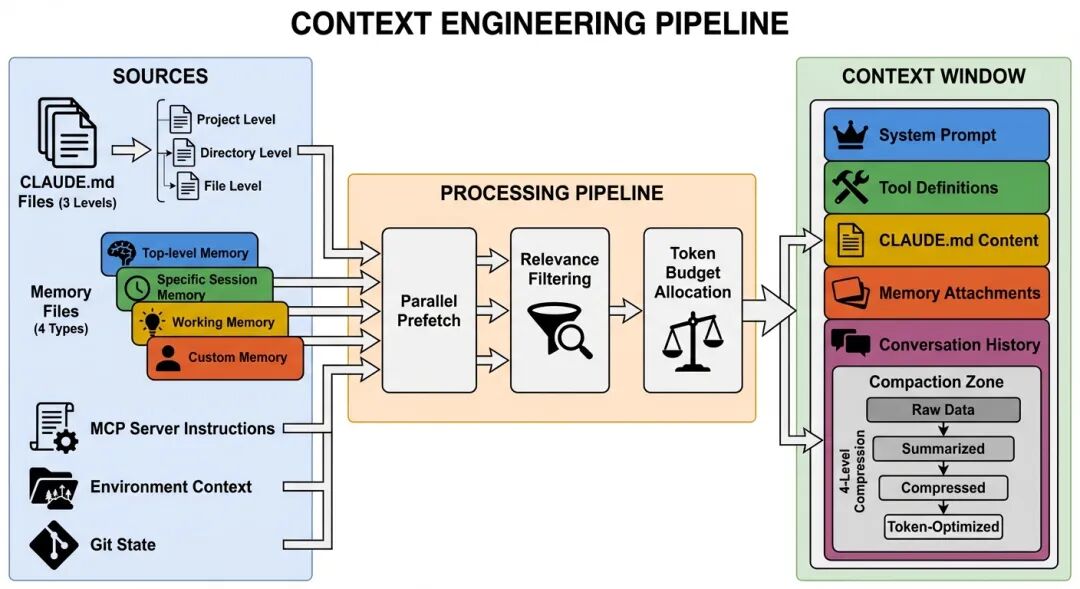 CONTEXT ENGINEERING PIPELINE
SOURCES
CLAUDE.md
Files (3 Levels)
Project Level
Directory Level
File Level
Memory
Files
(4 Types)
Top-level Memory
Specific Session
Memory
Working Memory
Custom Memory
MCP Server Instructions
Environment Context
Git State
PROCESSING PIPELINE
Parallel
Prefetch
Relevance
Filtering
Token
Budget
Allocation
CONTEXT WINDOW
System Prompt
Tool Definitions
CLAUDE.md Content
Memory Attachments
Conversation History
Compaction Zone
4-Level
Compression
Raw Data
Summarized
Compressed
Token-Optimized